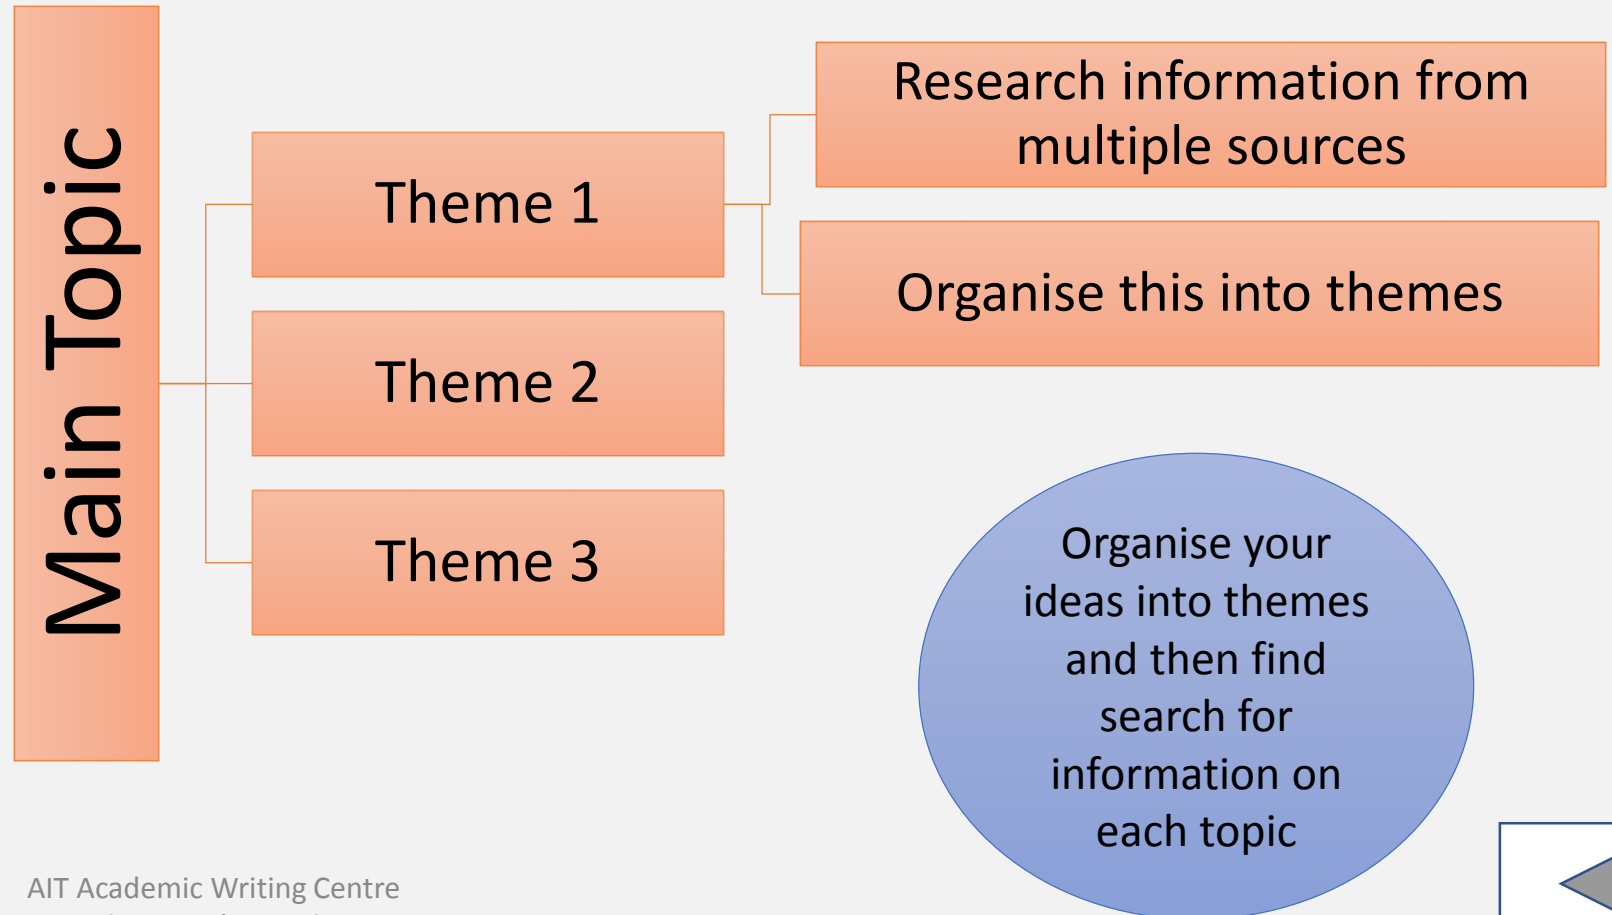 Main Topic
Theme 1
Theme 2
Theme 3
Research information from
multiple sources
Organise this into themes
Organise your
ideas into themes
and then find
search for
information on
each topic
AIT Academic Writing Centre